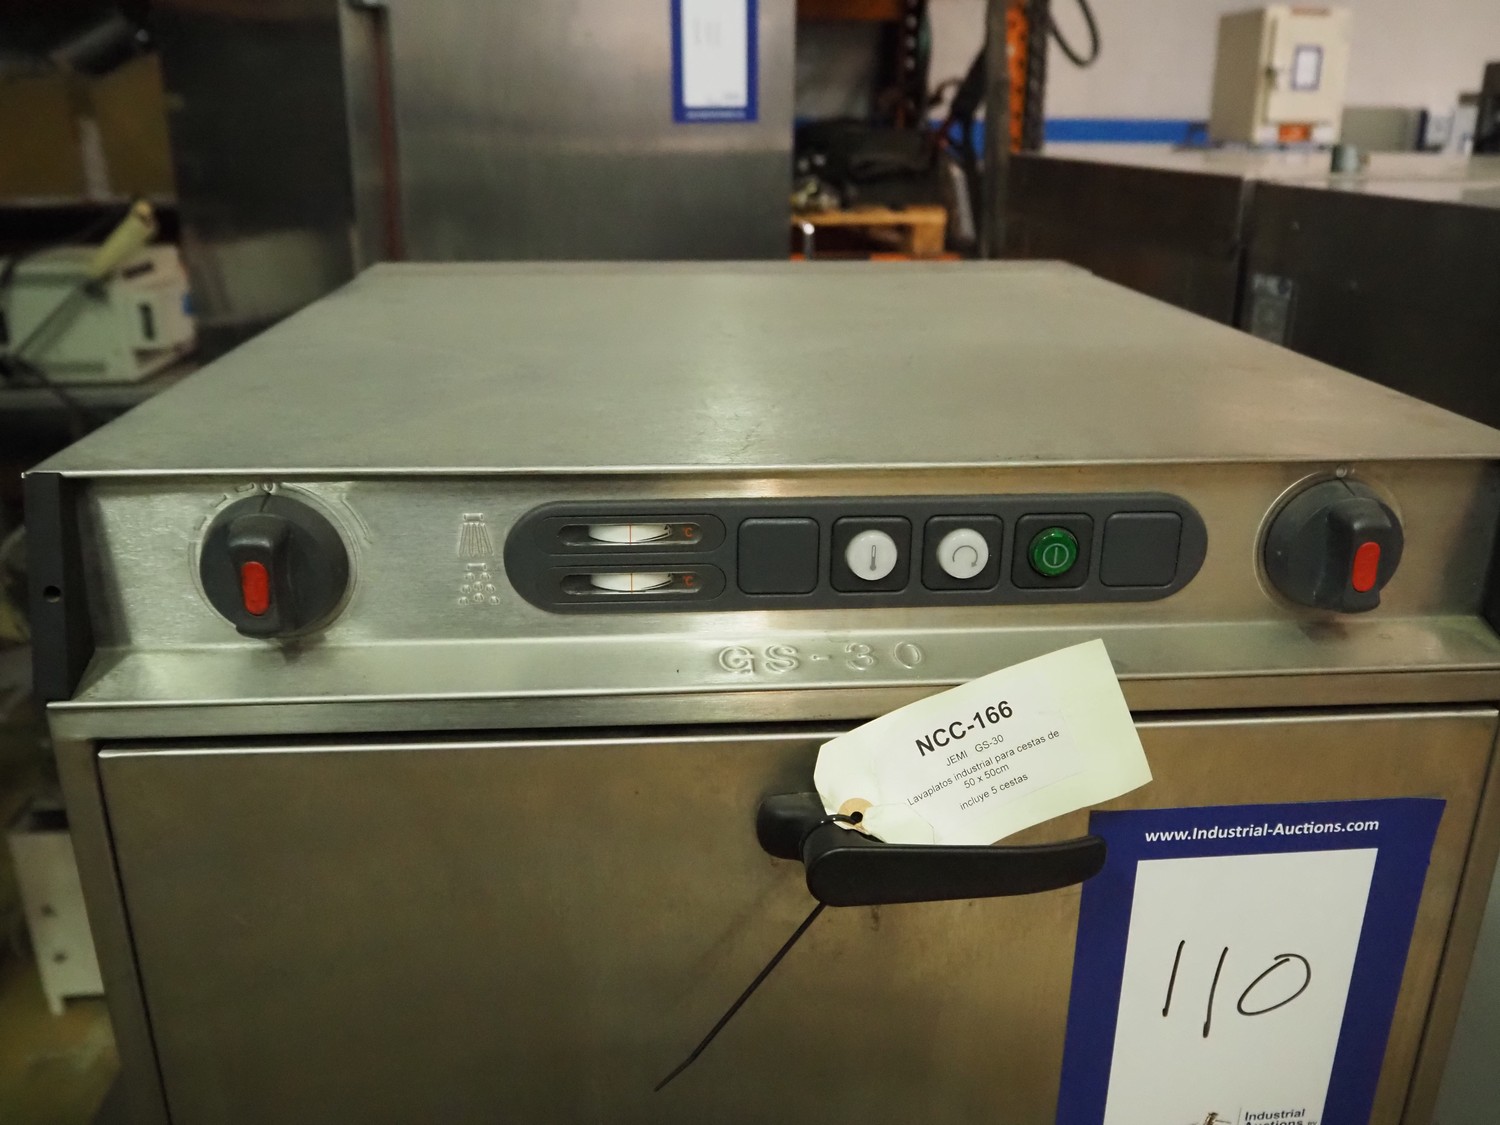 °C
°C
GS-30
NCC-166
JEMI GS-30
Lavaplatos industrial para cestas de
50 x 50cm
incluye 5 cestas
www.Industrial-Auctions.com
110
Industrial
Auctions BV